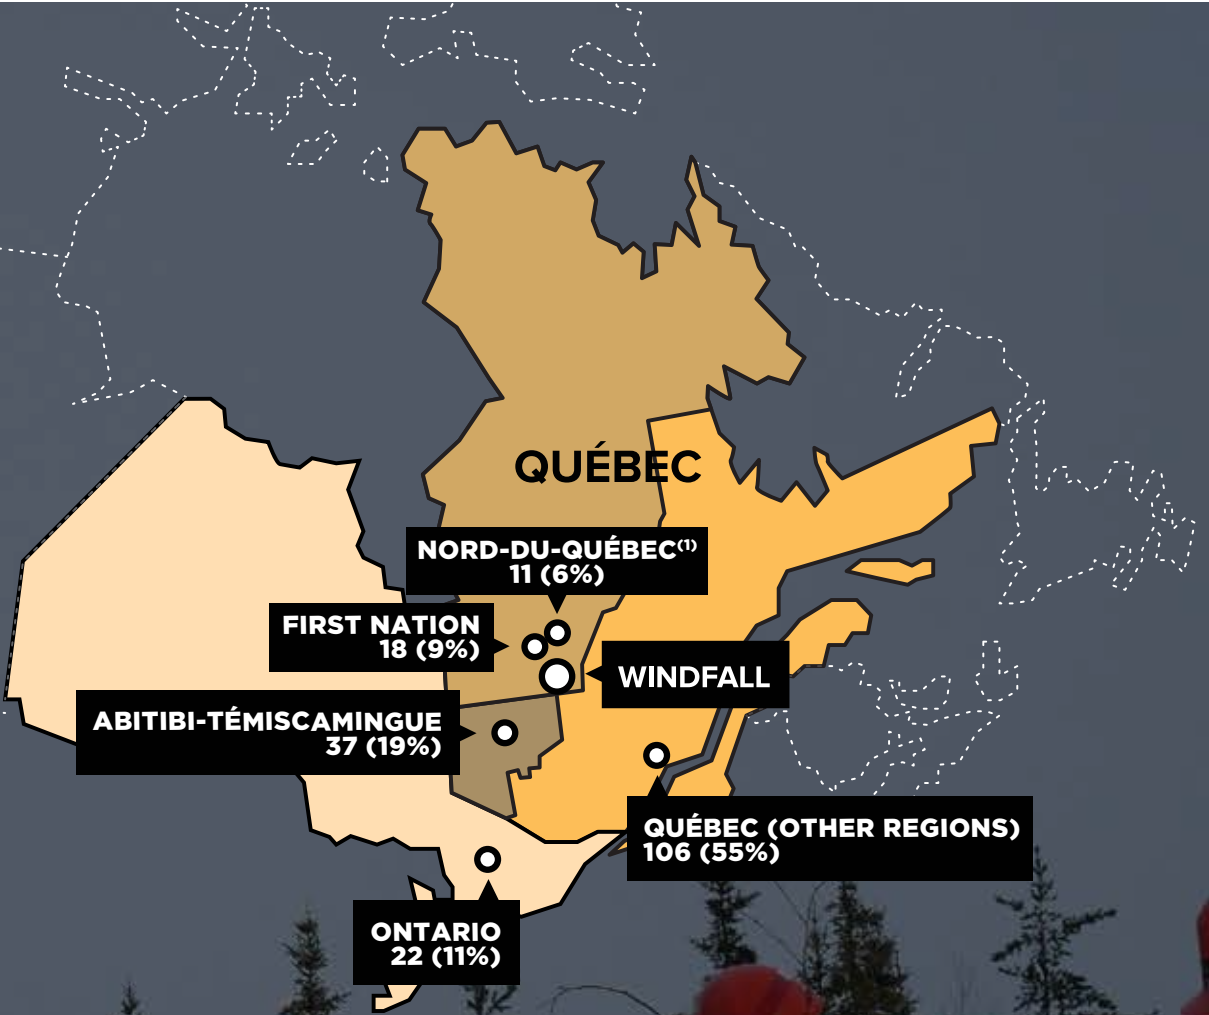 QUÉBEC
NORD-DU-QUÉBEC(1)
11 (6%)
FIRST NATION
18 (9%)
WINDFALL
ABITIBI-TÉMISCAMINGUE
37 (19%)
QUÉBEC (OTHER REGIONS)
106 (55%)
ONTARIO
22 (11%)